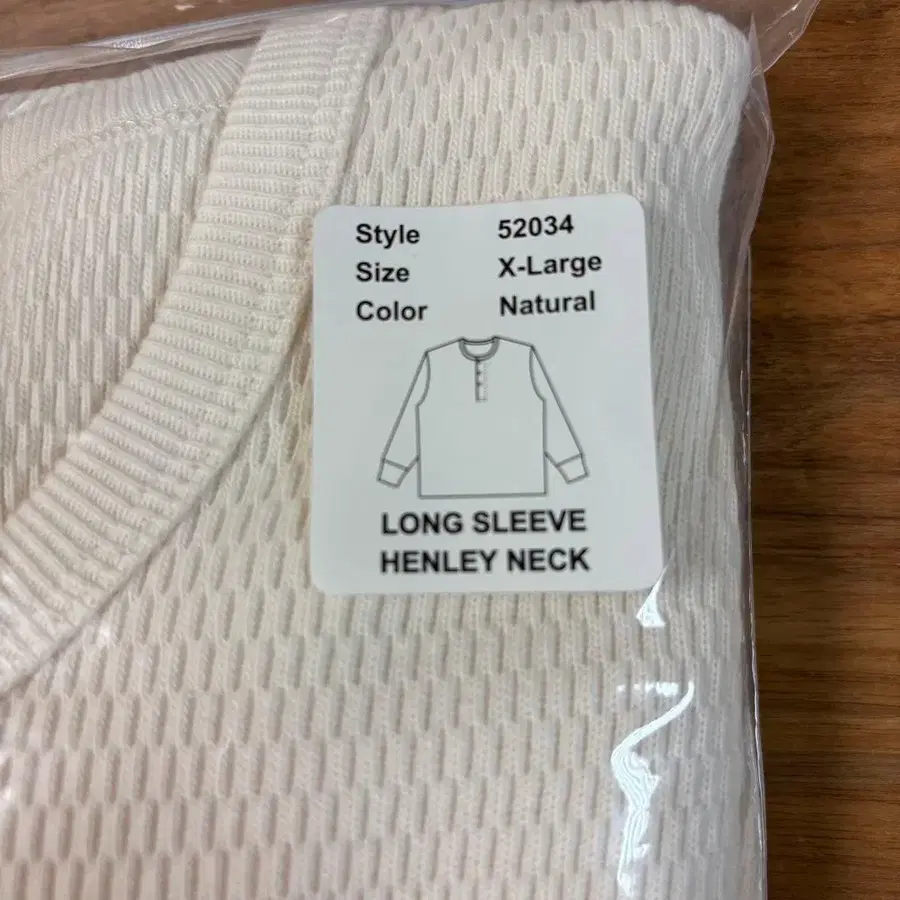 Style 52034
Size X-Large
Color Natural
LONG SLEEVE
HENLEY NECK